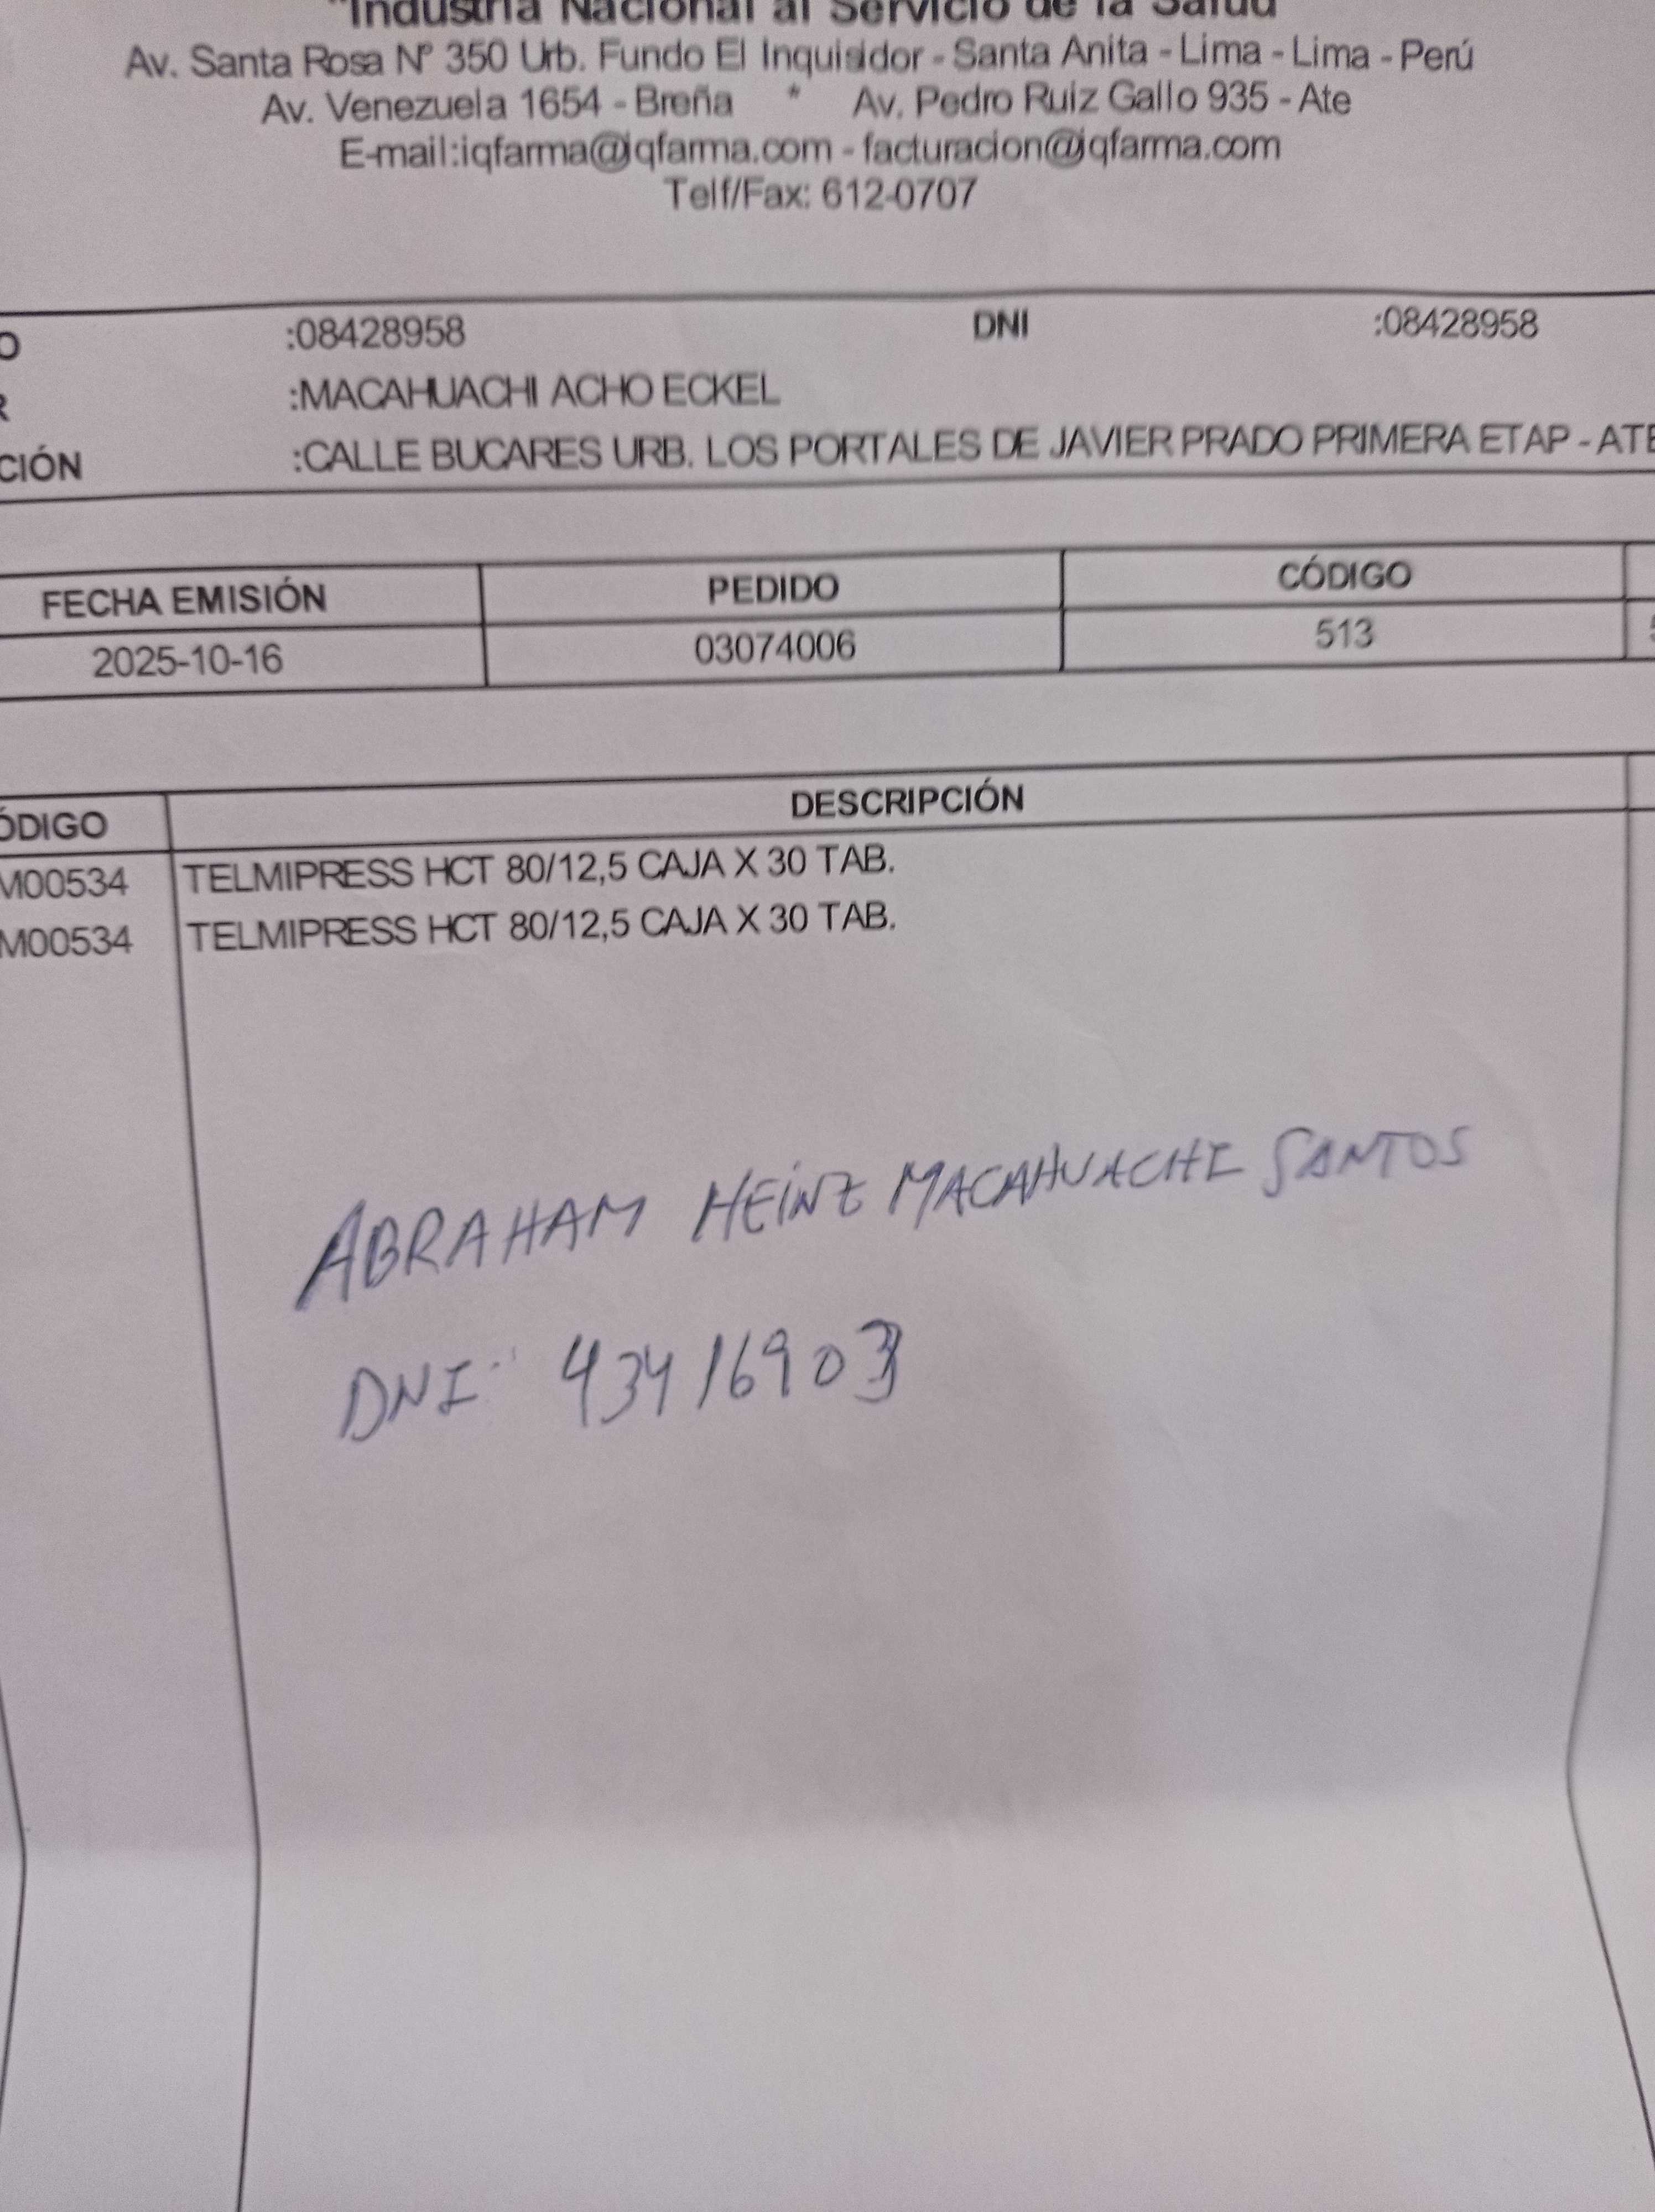 "Industria Nacional al Servicio de la Salud
Av. Santa Rosa Nº 350 Urb. Fundo El Inquisidor - Santa Anita - Lima - Lima - Perú
Av. Venezuela 1654 - Breña * Av. Pedro Ruiz Gallo 935 - Ate
E-mail:iqfarma@iqfarma.com - facturacion@iqfarma.com
Telf/Fax: 612-0707
O :08428958 DNI :08428958
R :MACAHUACHI ACHO ECKEL
CIÓN :CALLE BUCARES URB. LOS PORTALES DE JAVIER PRADO PRIMERA ETAP - ATE
FECHA EMISIÓN PEDIDO CÓDIGO
2025-10-16 03074006 513
ÓDIGO DESCRIPCIÓN
M00534 TELMIPRESS HCT 80/12,5 CAJA X 30 TAB.
M00534 TELMIPRESS HCT 80/12,5 CAJA X 30 TAB.
ABRAHAM HEINZ MACAHUACHI SANTOS
DNI: 43416903